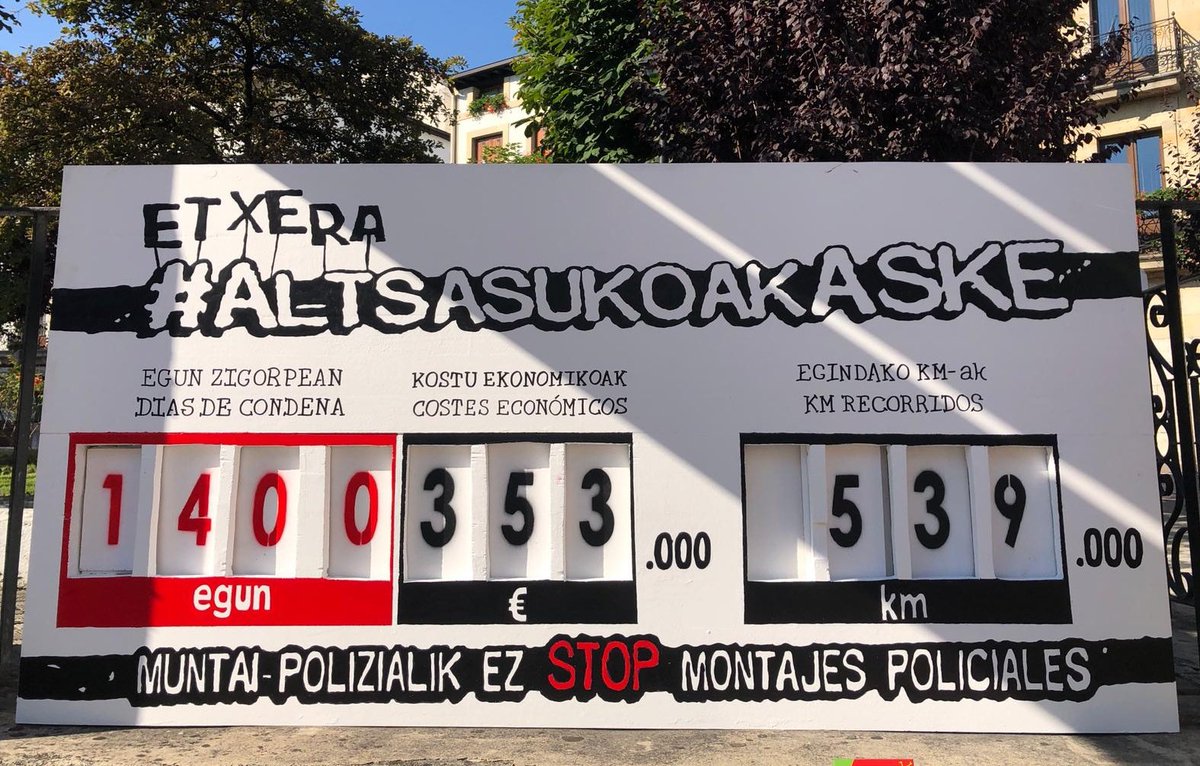 ETXERA
#ALTSASUKOAKASKE
EGUN ZIGORPEAN
DIAS DE CONDENA
KOSTU EKONOMIKOAK
COSTES ECONÓMICOS
EGINDAKO KM-ak
KM RECORRIDOS
1400
egun
353.000
€
539.000
km
MUNTAI-POLIZIALIK EZ STOP MONTAJES POLICIALES